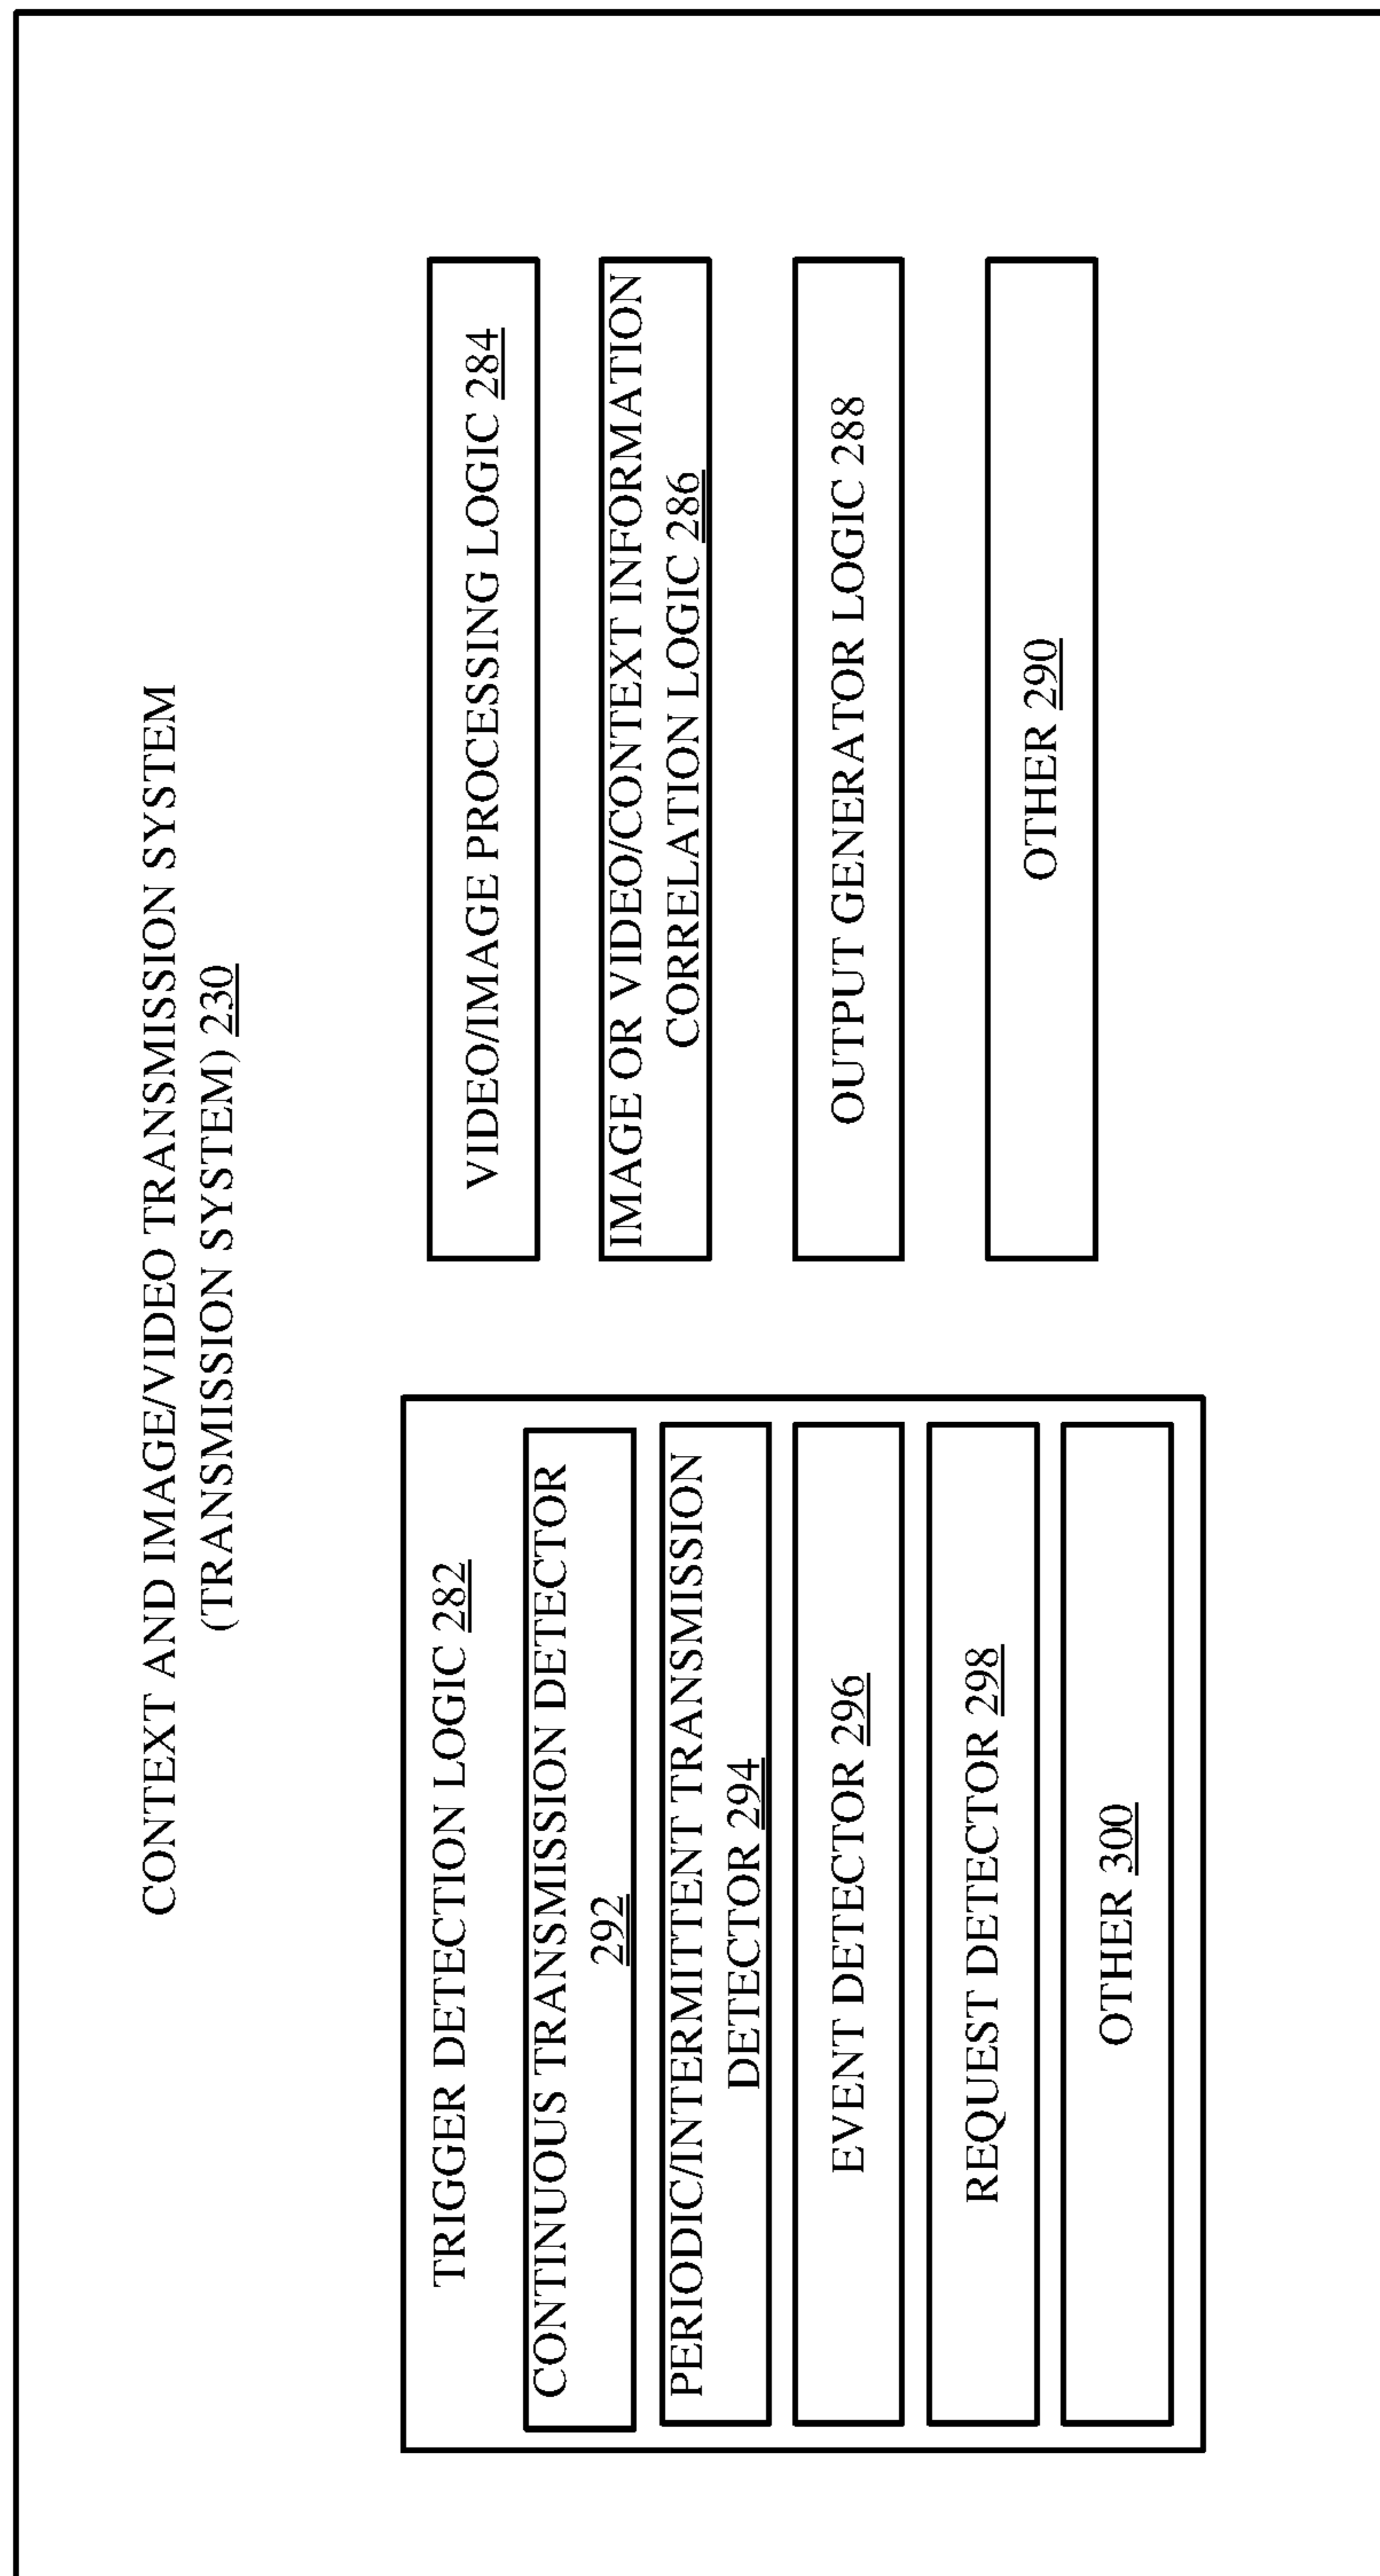 CONTEXT AND IMAGE/VIDEO TRANSMISSION SYSTEM
(TRANSMISSION SYSTEM) 230
TRIGGER DETECTION LOGIC 282
CONTINUOUS TRANSMISSION DETECTOR
292
PERIODIC/INTERMITTENT TRANSMISSION
DETECTOR 294
EVENT DETECTOR 296
REQUEST DETECTOR 298
OTHER 300
VIDEO/IMAGE PROCESSING LOGIC 284
IMAGE OR VIDEO/CONTEXT INFORMATION
CORRELATION LOGIC 286
OUTPUT GENERATOR LOGIC 288
OTHER 290